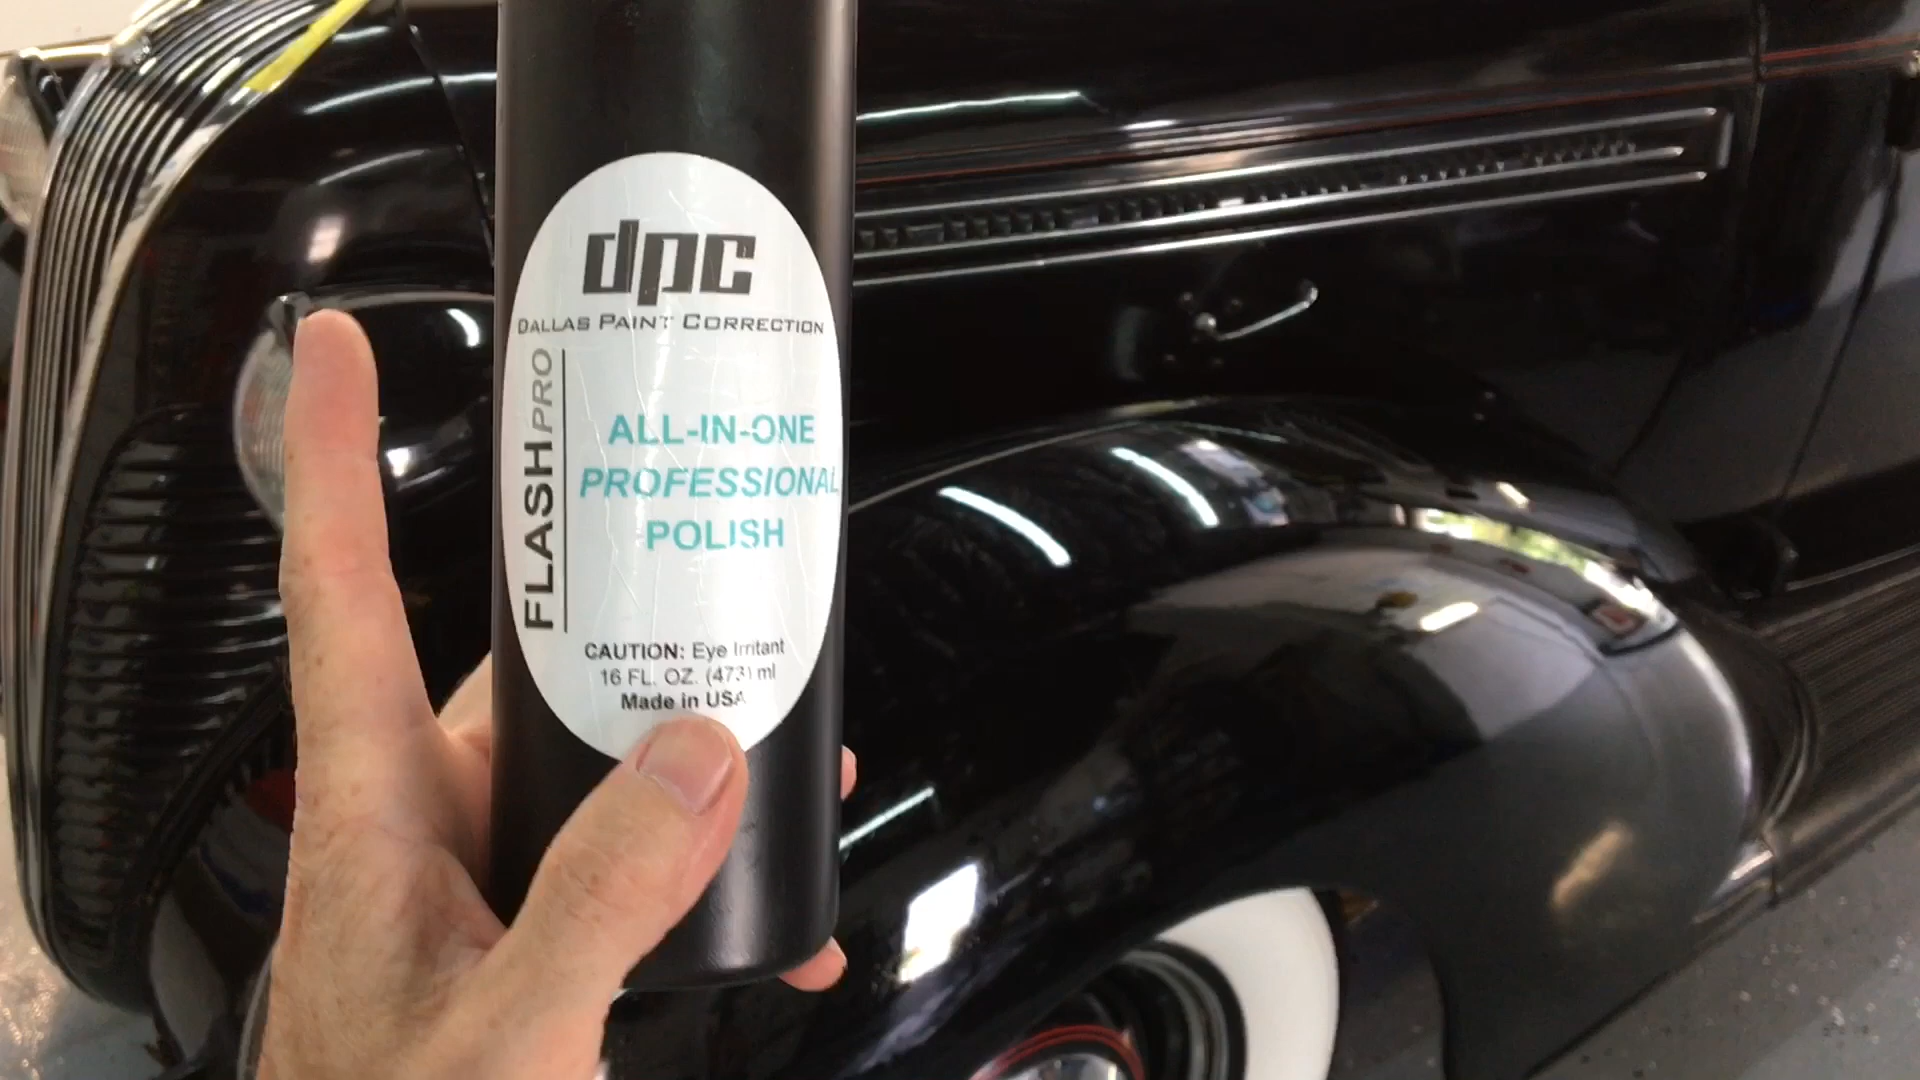 dpc
DALLAS PAINT CORRECTION
FLASHPRO
ALL-IN-ONE
PROFESSIONAL
POLISH
CAUTION: Eye Irritant
16 FL. OZ. (473) ml
Made in USA